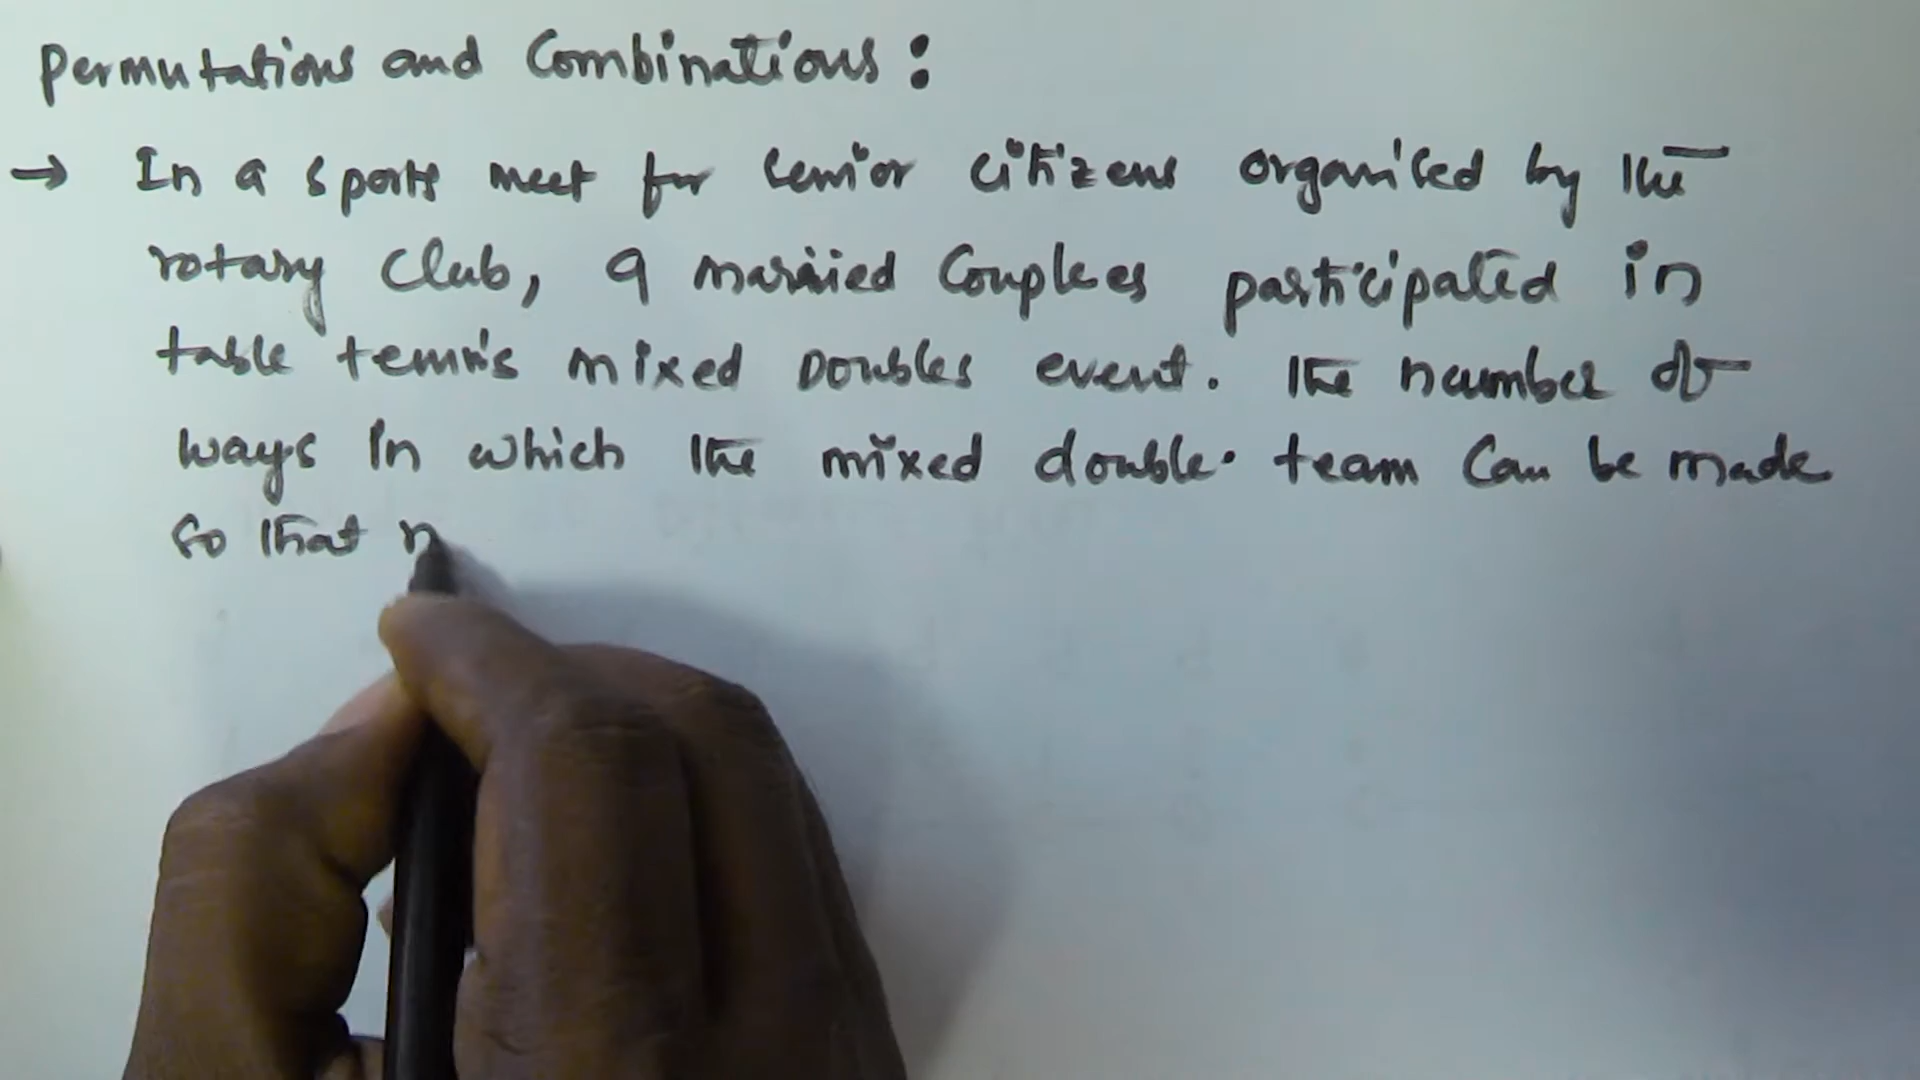 Permutations and Combinations:
→ In a sports meet for senior citizens organised by the
rotary club, 9 married couples participated in
table tennis mixed Doubles event. The number of
ways in which the mixed double team can be made
so that n